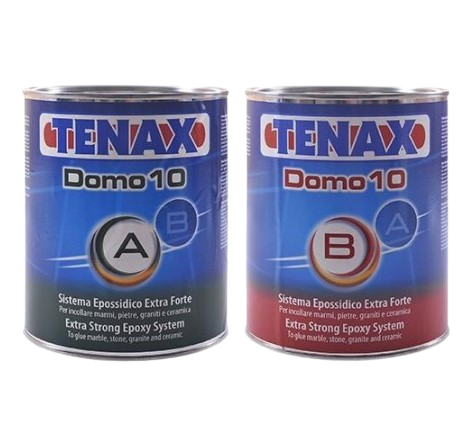 TENAX
Domo 10
A B
Sistema Epossidico Extra Forte
Per incollare marmi, pietre, graniti e ceramica
Extra Strong Epoxy System
To glue marble, stone, granite and ceramic
TENAX
Domo 10
B A
Sistema Epossidico Extra Forte
Per incollare marmi, pietre, graniti e ceramica
Extra Strong Epoxy System
To glue marble, stone, granite and ceramic